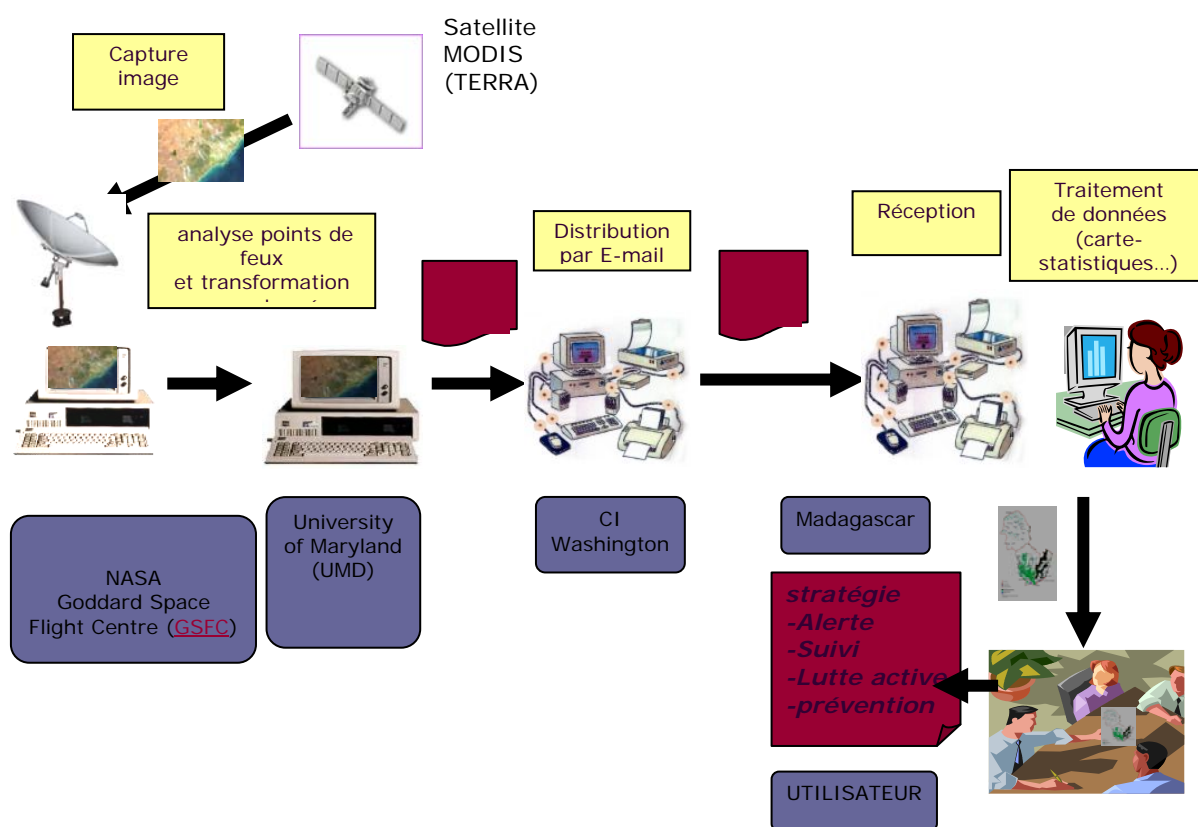 Satellite
MODIS
(TERRA)
Capture
image
analyse points de
feux
et transformation
Distribution
par E-mail
Réception
Traitement
de données
(carte-
statistiques...)
NASA
Goddard Space
Flight Centre (GSFC)
University
of Maryland
(UMD)
CI
Washington
Madagascar
stratégie
-Alerte
-Suivi
-Lutte active
-prévention
UTILISATEUR